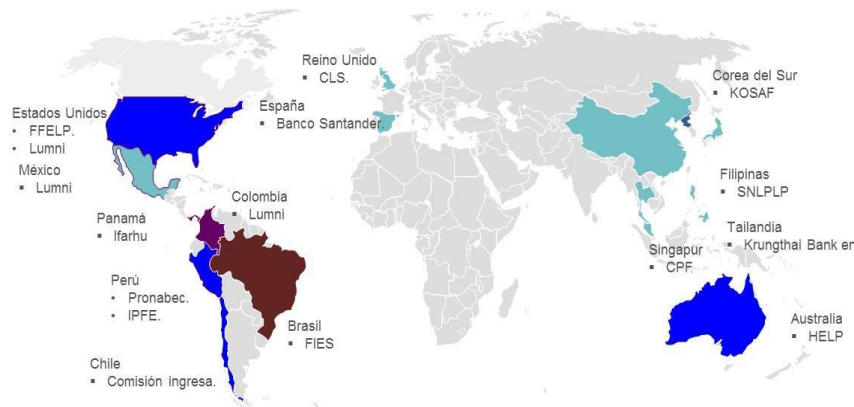 Reino Unido
▪ CLS.
Corea del Sur
▪ KOSAF
Estados Unidos
• FFELP.
• Lumni
España
▪ Banco Santander.
México
▪ Lumni
Filipinas
▪ SNLPLP
Colombia
▪ Lumni
Panamá
▪ Ifarhu
Tailandia
▪ Krungthai Bank en
Singapur
▪ CPF.
Perú
• Pronabec.
• IPFE.
Brasil
▪ FIES
Australia
▪ HELP
Chile
▪ Comisión ingresa.